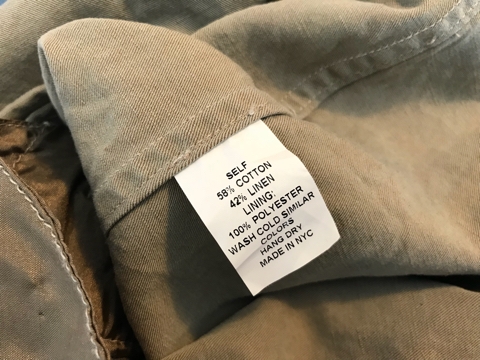 SELF
58% COTTON
42% LINEN
LINING:
100% POLYESTER
WASH COLD SIMILAR
COLORS
HANG DRY
MADE IN NYC